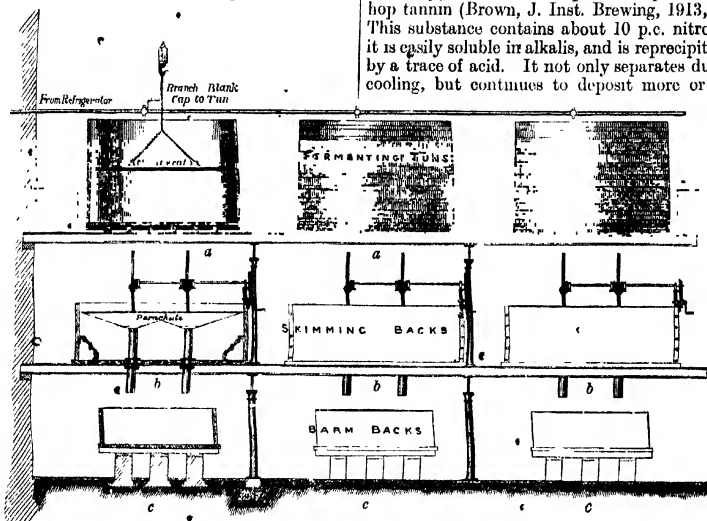 hop tannin (Brown, J. Inst. Brewing, 1913,
This substance contains about 10 p.c. nitro
it is easily soluble in alkalis, and is reprecipit
by a trace of acid. It not only separates du
cooling, but continues to deposit more or
From Refrigerator
Branch Blank
Cap to Tun
FERMENTING TUNS
a
a
Parachute
SKIMMING BACKS
b
b
b
BARM BACKS
c
c
c